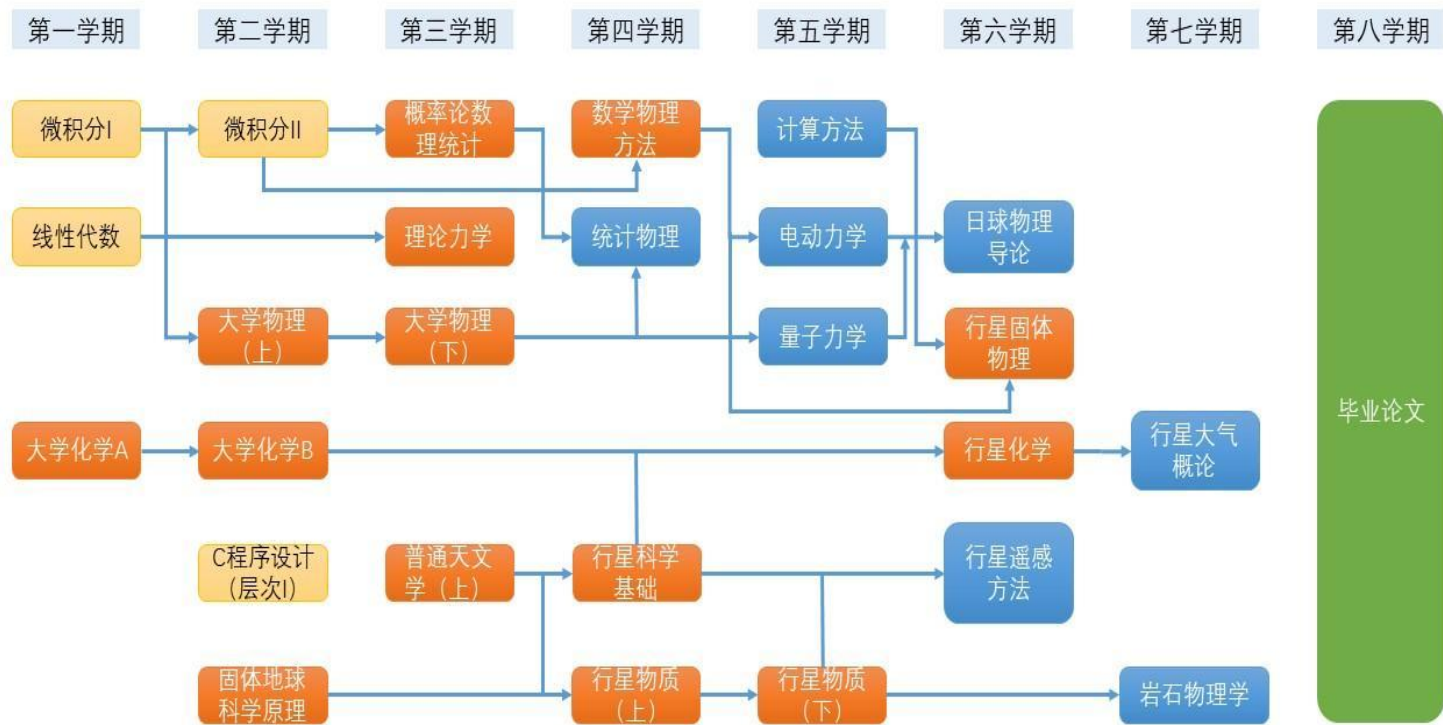 第一学期
第二学期
第三学期
第四学期
第五学期
第六学期
第七学期
第八学期
微积分I
微积分II
概率论数
理统计
数学物理
方法
计算方法
线性代数
理论力学
统计物理
电动力学
日球物理
导论
大学物理
（上）
大学物理
（下）
量子力学
行星固体
物理
大学化学A
大学化学B
行星化学
行星大气
概论
毕业论文
C程序设计
（层次I）
普通天文
学（上）
行星科学
基础
行星遥感
方法
固体地球
科学原理
行星物质
（上）
行星物质
（下）
岩石物理学